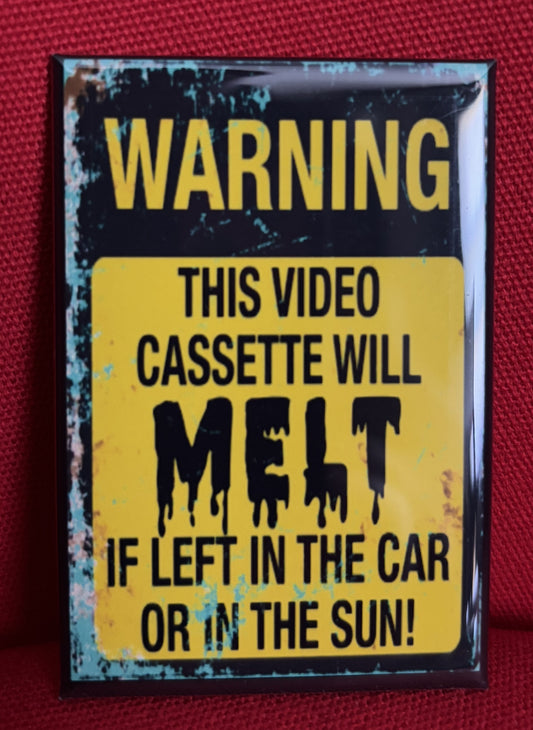 WARNING
THIS VIDEO
CASSETTE WILL
MELT
IF LEFT IN THE CAR
OR IN THE SUN!